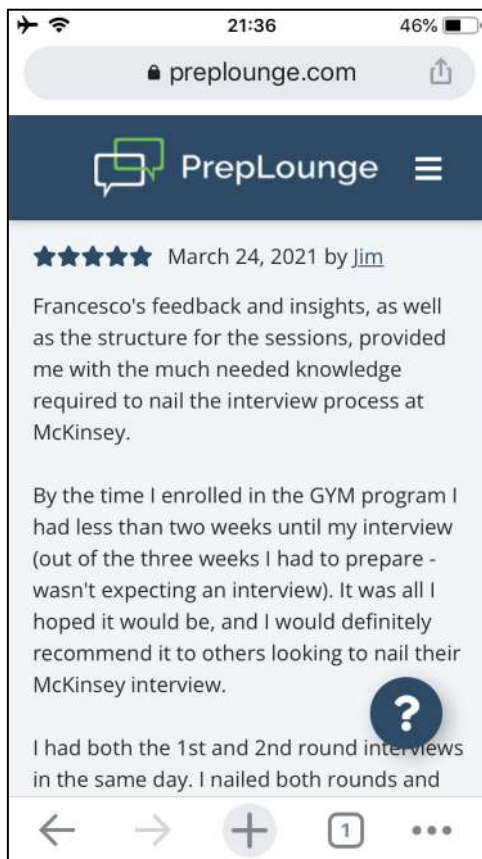 21:36
46%
preplounge.com
PrepLounge
March 24, 2021 by Jim
Francesco's feedback and insights, as well
as the structure for the sessions, provided
me with the much needed knowledge
required to nail the interview process at
McKinsey.
By the time I enrolled in the GYM program I
had less than two weeks until my interview
(out of the three weeks I had to prepare -
wasn't expecting an interview). It was all I
hoped it would be, and I would definitely
recommend it to others looking to nail their
McKinsey interview.
?
I had both the 1st and 2nd round interviews
in the same day. I nailed both rounds and
1